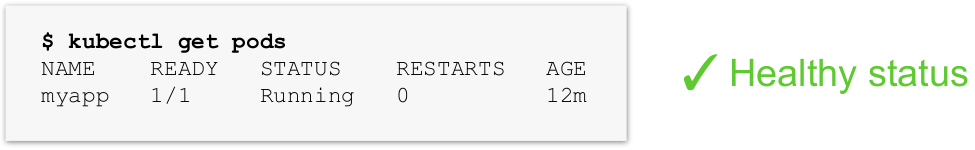 $ kubectl get pods
NAME READY STATUS RESTARTS AGE
myapp 1/1 Running 0 12m
✓ Healthy status